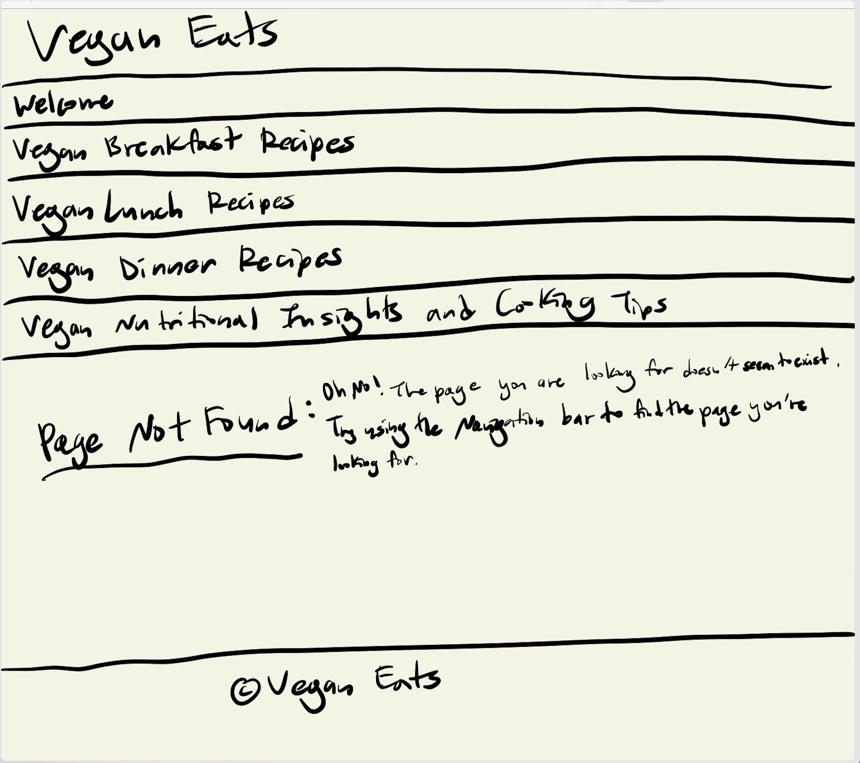 Vegan Eats
Welcome
Vegan Breakfast Recipes
Vegan Lunch Recipes
Vegan Dinner Recipes
Vegan Nutritional Insights and Cooking Tips
Page Not Found:
Oh No! The page you are looking for doesn't seem to exist.
Try using the Navigation bar to find the page you're
looking for.
© Vegan Eats